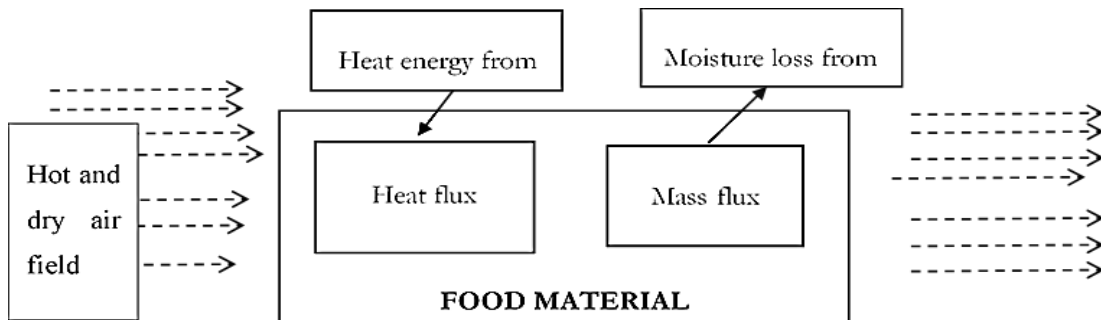 Heat energy from
Moisture loss from
Hot and
dry air
field
Heat flux
Mass flux
FOOD MATERIAL